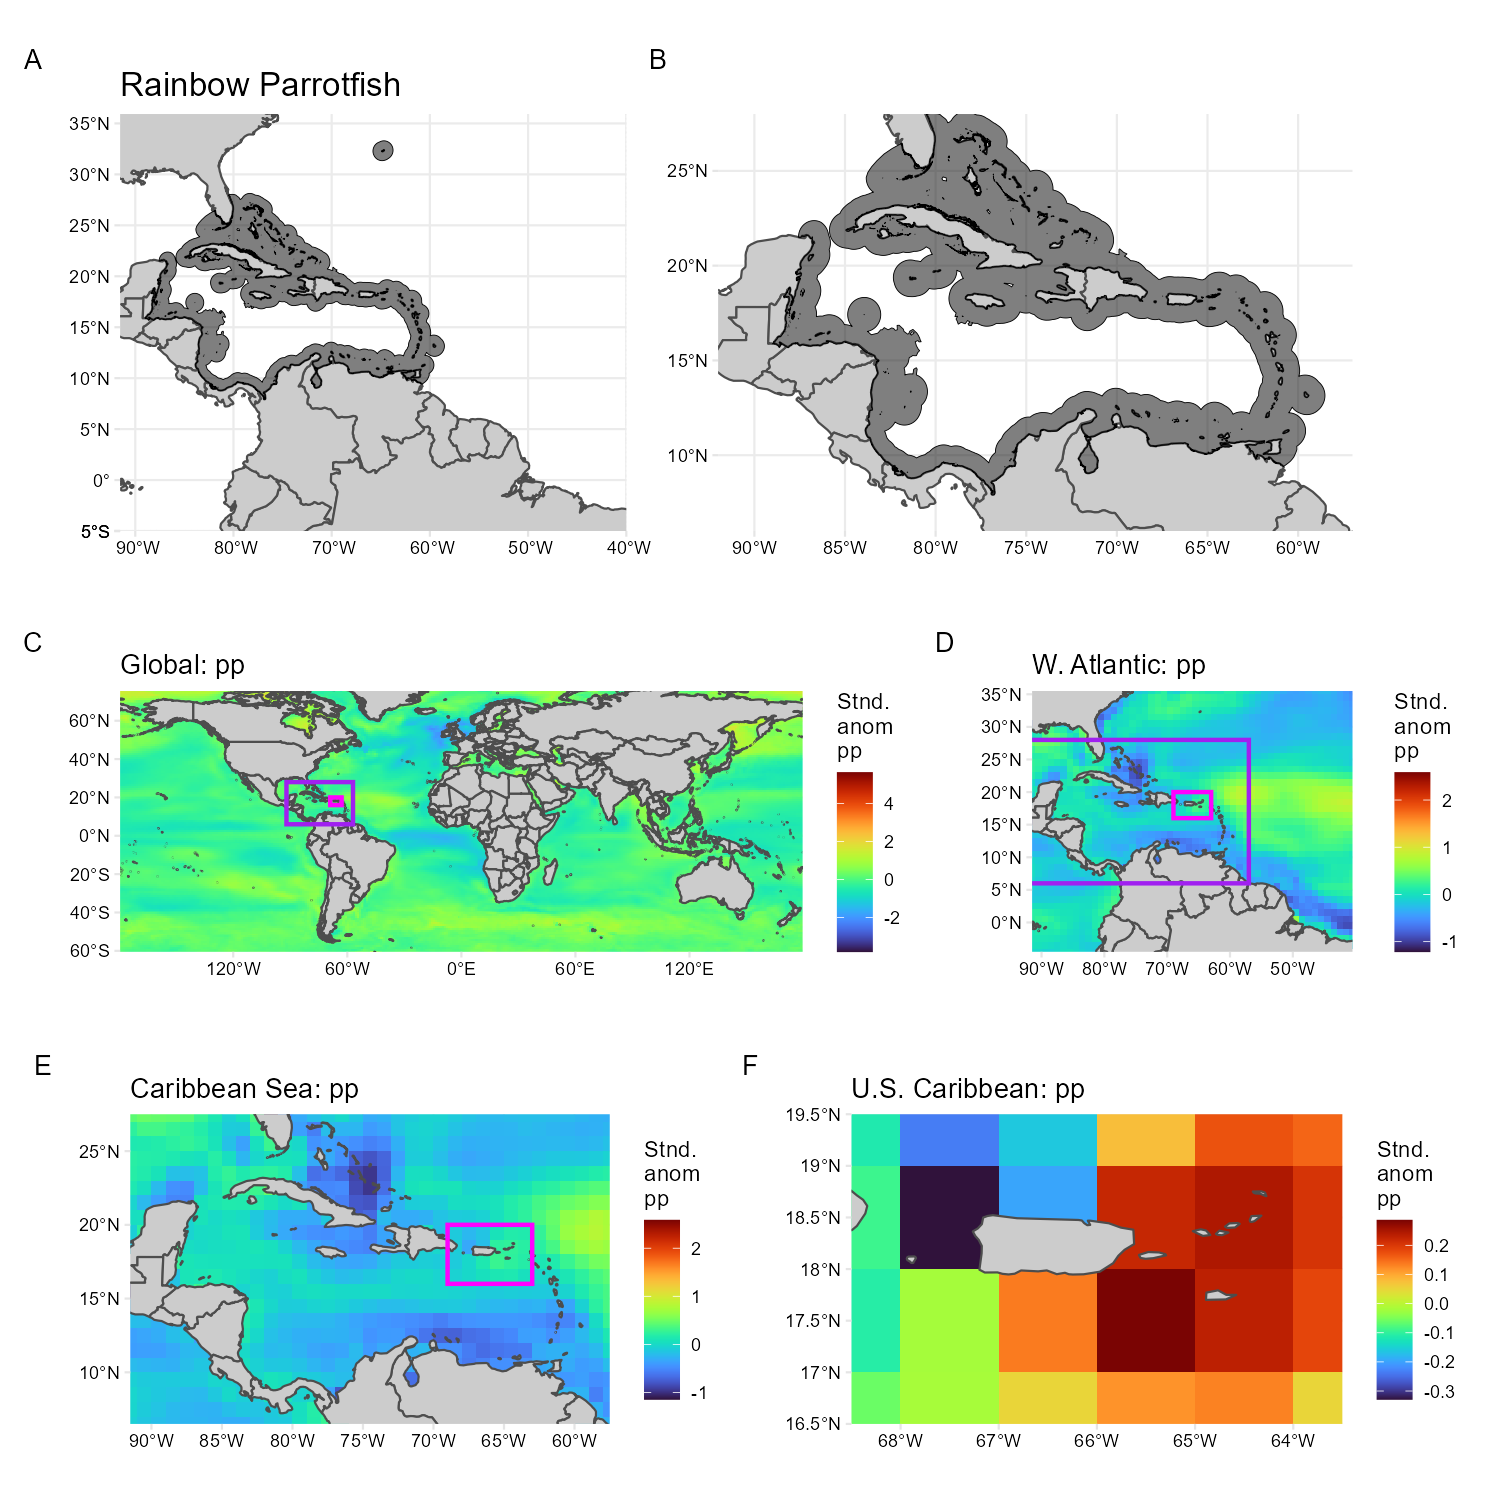 A
B
Rainbow Parrotfish
35°N
30°N
25°N
20°N
15°N
10°N
5°N
0°
5°S
90°W 80°W 70°W 60°W 50°W 40°W
25°N
20°N
15°N
10°N
90°W 85°W 80°W 75°W 70°W 65°W 60°W
C
Global: pp
60°N
40°N
20°N
0°N
20°S
40°S
60°S
120°W 60°W 0°E 60°E 120°E
Stnd.
anom
pp
4
2
0
-2
D
W. Atlantic: pp
35°N
30°N
25°N
20°N
15°N
10°N
5°N
0°N
90°W 80°W 70°W 60°W 50°W
Stnd.
anom
pp
2
1
0
-1
E
Caribbean Sea: pp
25°N
20°N
15°N
10°N
90°W 85°W 80°W 75°W 70°W 65°W 60°W
Stnd.
anom
pp
2
1
0
-1
F
U.S. Caribbean: pp
19.5°N
19°N
18.5°N
18°N
17.5°N
17°N
16.5°N
68°W 67°W 66°W 65°W 64°W
Stnd.
anom
pp
0.2
0.1
0.0
-0.1
-0.2
-0.3